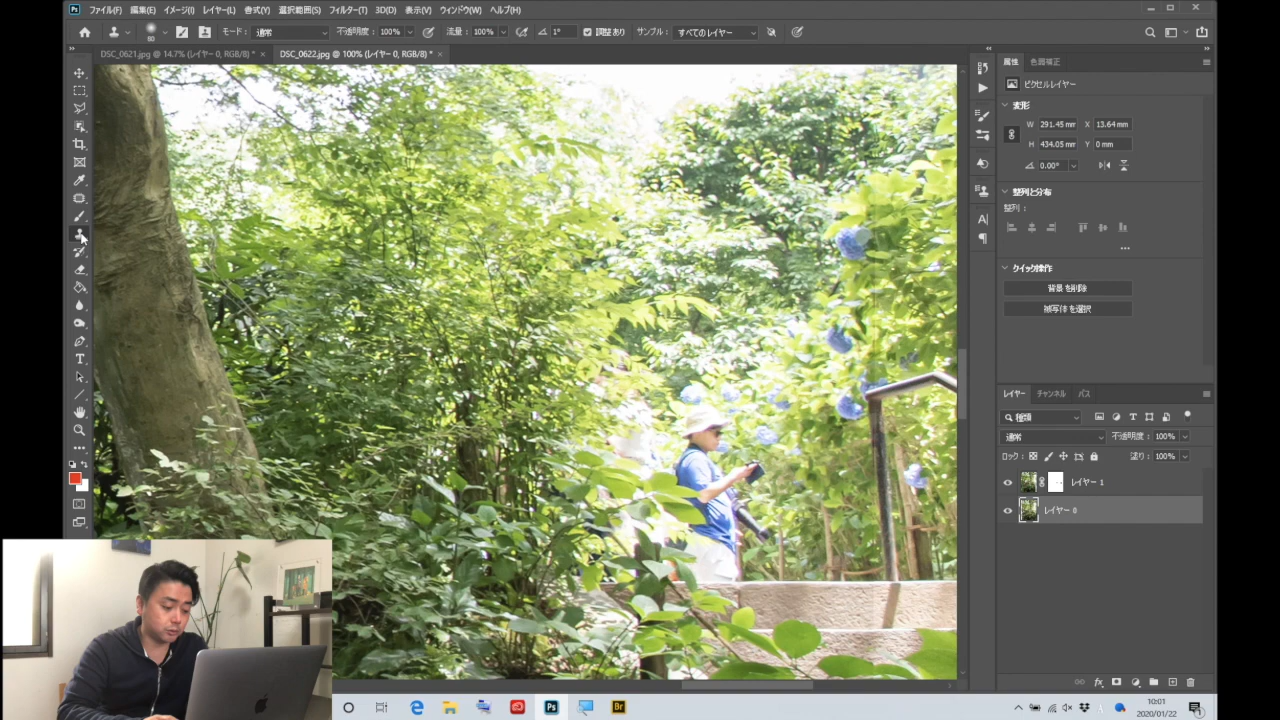 Ps ファイル(F) 編集(E) イメージ(I) レイヤー(L) 書式(Y) 選択範囲(S) フィルター(T) 3D(D) 表示(V) ウィンドウ(W) ヘルプ(H)
60 モード: 通常 不透明度: 100% 流量: 100% 1° 調整あり サンプル: すべてのレイヤー
DSC_0621.jpg @ 14.7% (レイヤー 0, RGB/8) * × DSC_0622.jpg @ 100% (レイヤー 0, RGB/8) * ×
属性 色調補正
ピクセルレイヤー
変形
W 291.45 mm X 13.64 mm
H 434.05 mm Y 0 mm
0.00°
整列と分布
整列 :
クイック操作
背景を削除
被写体を選択
レイヤー チャンネル パス
種類
通常 不透明度: 100%
ロック: 塗り: 100%
レイヤー 1
レイヤー 0
fx
Ps Br
10:01
2020/01/22